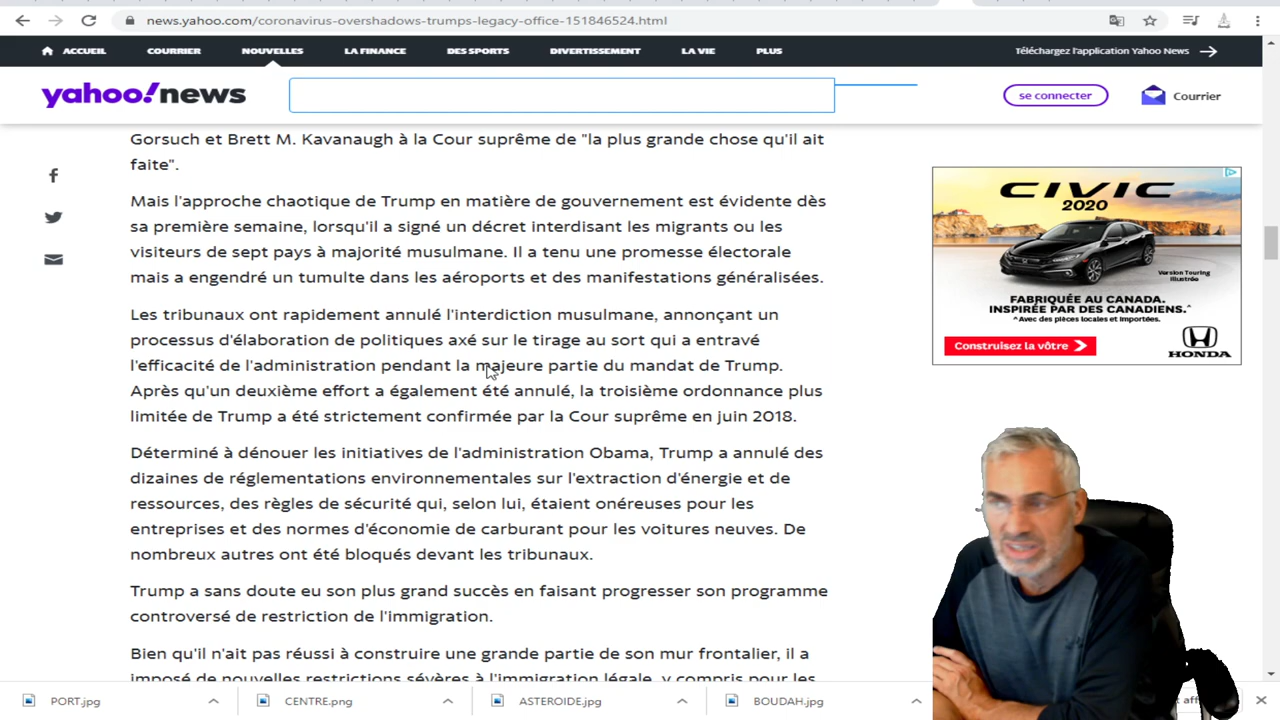 news.yahoo.com/coronavirus-overshadows-trumps-legacy-office-151846524.html
ACCUEIL COURRIER NOUVELLES LA FINANCE DES SPORTS DIVERTISSEMENT LA VIE PLUS Téléchargez l'application Yahoo News
yahoo!news se connecter Courrier
Gorsuch et Brett M. Kavanaugh à la Cour suprême de "la plus grande chose qu'il ait
faite".
Mais l'approche chaotique de Trump en matière de gouvernement est évidente dès
sa première semaine, lorsqu'il a signé un décret interdisant les migrants ou les
visiteurs de sept pays à majorité musulmane. Il a tenu une promesse électorale
mais a engendré un tumulte dans les aéroports et des manifestations généralisées.
Les tribunaux ont rapidement annulé l'interdiction musulmane, annonçant un
processus d'élaboration de politiques axé sur le tirage au sort qui a entravé
l'efficacité de l'administration pendant la majeure partie du mandat de Trump.
Après qu'un deuxième effort a également été annulé, la troisième ordonnance plus
limitée de Trump a été strictement confirmée par la Cour suprême en juin 2018.
Déterminé à dénouer les initiatives de l'administration Obama, Trump a annulé des
dizaines de réglementations environnementales sur l'extraction d'énergie et de
ressources, des règles de sécurité qui, selon lui, étaient onéreuses pour les
entreprises et des normes d'économie de carburant pour les voitures neuves. De
nombreux autres ont été bloqués devant les tribunaux.
Trump a sans doute eu son plus grand succès en faisant progresser son programme
controversé de restriction de l'immigration.
Bien qu'il n'ait pas réussi à construire une grande partie de son mur frontalier, il a
imposé de nouvelles restrictions sévères à l'immigration légale, y compris pour les
CIVIC
2020
Version Touring
illustrée
FABRIQUÉE AU CANADA.
INSPIRÉE PAR DES CANADIENS.^
^Avec des pièces locales et importées.
Construisez la vôtre
HONDA
PORT.jpg CENTRE.png ASTEROIDE.jpg BOUDAH.jpg